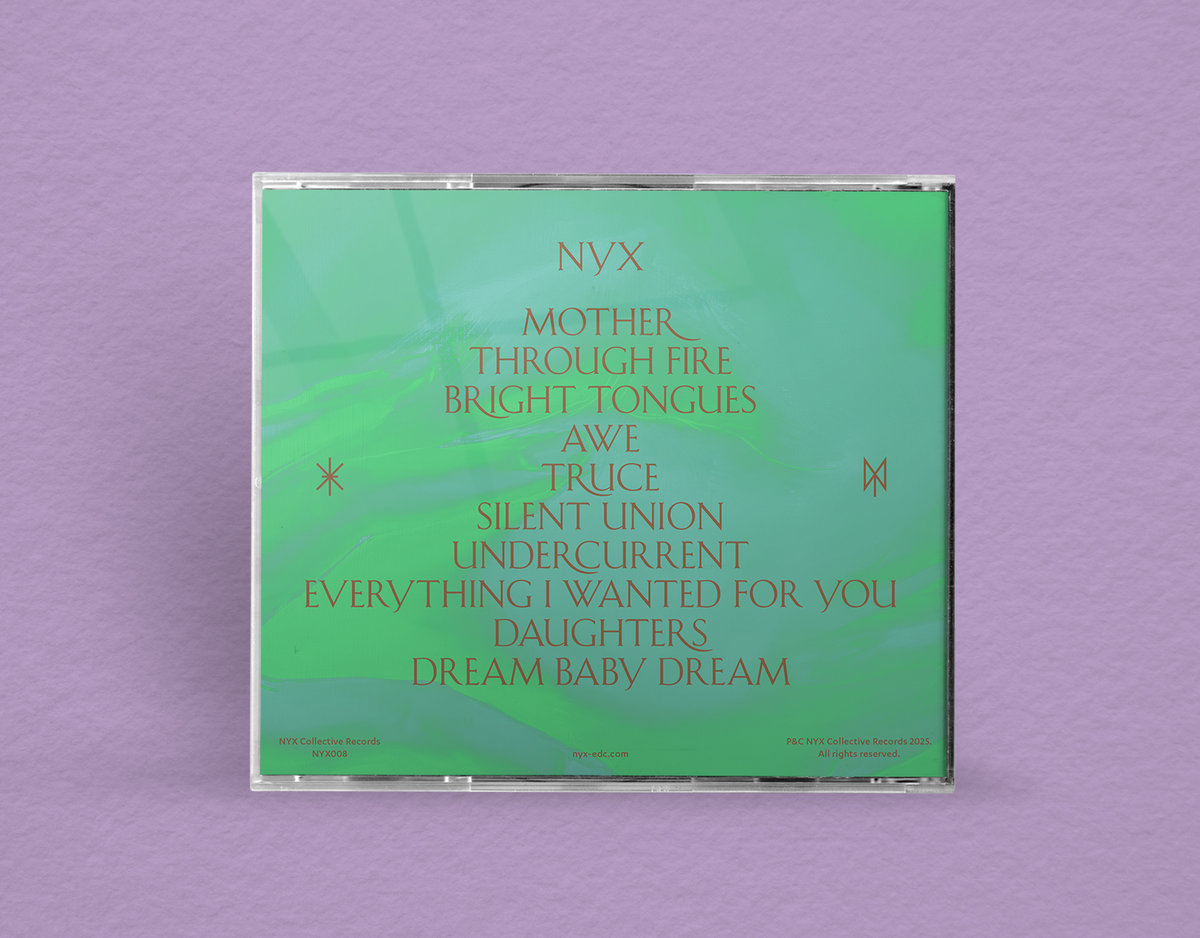 NYX
MOTHER
THROUGH FIRE
BRIGHT TONGUES
AWE
TRUCE
SILENT UNION
UNDERCURRENT
EVERYTHING I WANTED FOR YOU
DAUGHTERS
DREAM BABY DREAM
NYX Collective Records
NYX008
nyx-edc.com
P&C NYX Collective Records 2025.
All rights reserved.